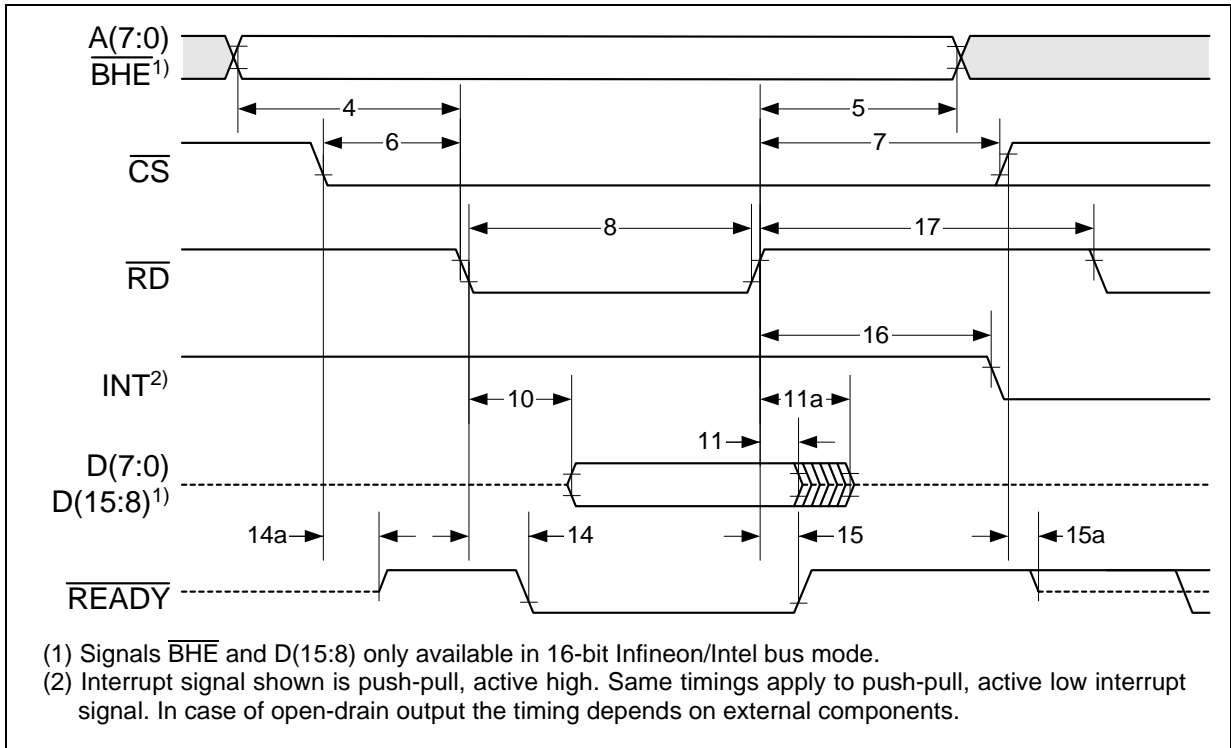 A(7:0)
BHE1)
4
5
6
7
CS
8
17
RD
16
INT2)
10
11a
11
D(7:0)
D(15:8)1)
14a
14
15
15a
READY
(1) Signals BHE and D(15:8) only available in 16-bit Infineon/Intel bus mode.
(2) Interrupt signal shown is push-pull, active high. Same timings apply to push-pull, active low interrupt
signal. In case of open-drain output the timing depends on external components.